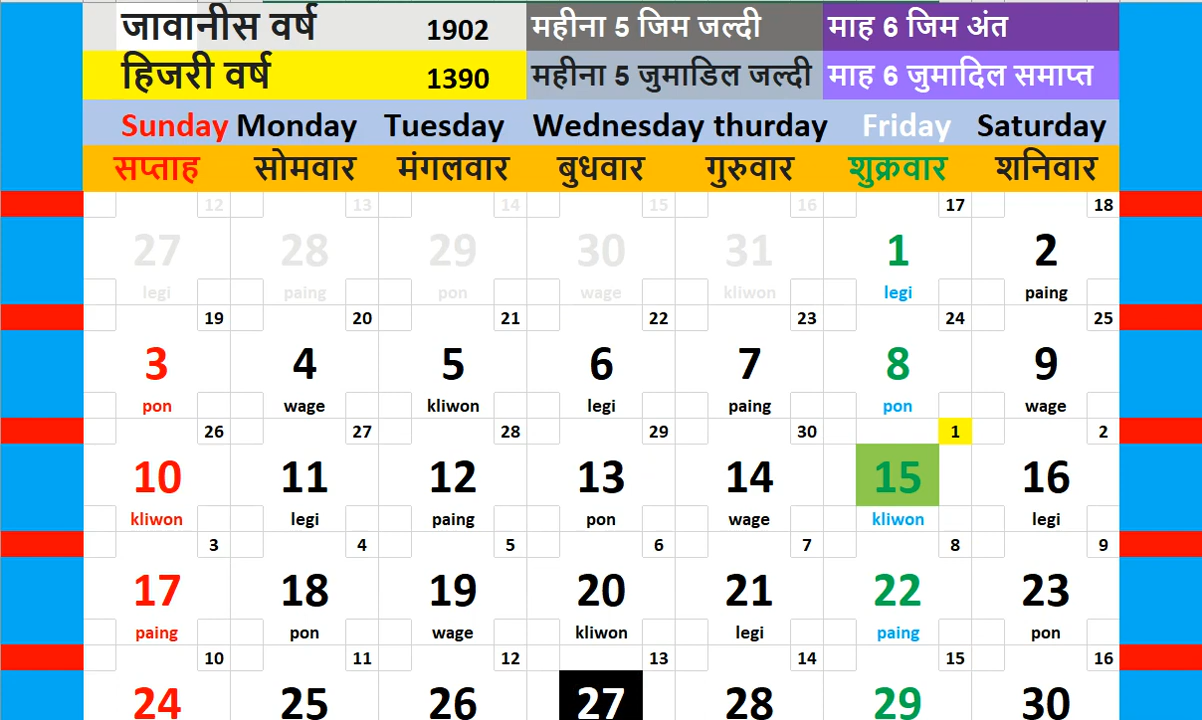 जावानीस वर्ष 1902 महीना 5 जिम जल्दी माह 6 जिम अंत
हिजरी वर्ष 1390 महीना 5 जुमाडिल जल्दी माह 6 जुमादिल समाप्त
Sunday Monday Tuesday Wednesday thurday Friday Saturday
सप्ताह सोमवार मंगलवार बुधवार गुरुवार शुक्रवार शनिवार
12 13 14 15 16 17 18
27 28 29 30 31 1 2
legi paing pon wage kliwon legi paing
19 20 21 22 23 24 25
3 4 5 6 7 8 9
pon wage kliwon legi paing pon wage
26 27 28 29 30 1 2
10 11 12 13 14 15 16
kliwon legi paing pon wage kliwon legi
3 4 5 6 7 8 9
17 18 19 20 21 22 23
paing pon wage kliwon legi paing pon
10 11 12 13 14 15 16
24 25 26 27 28 29 30